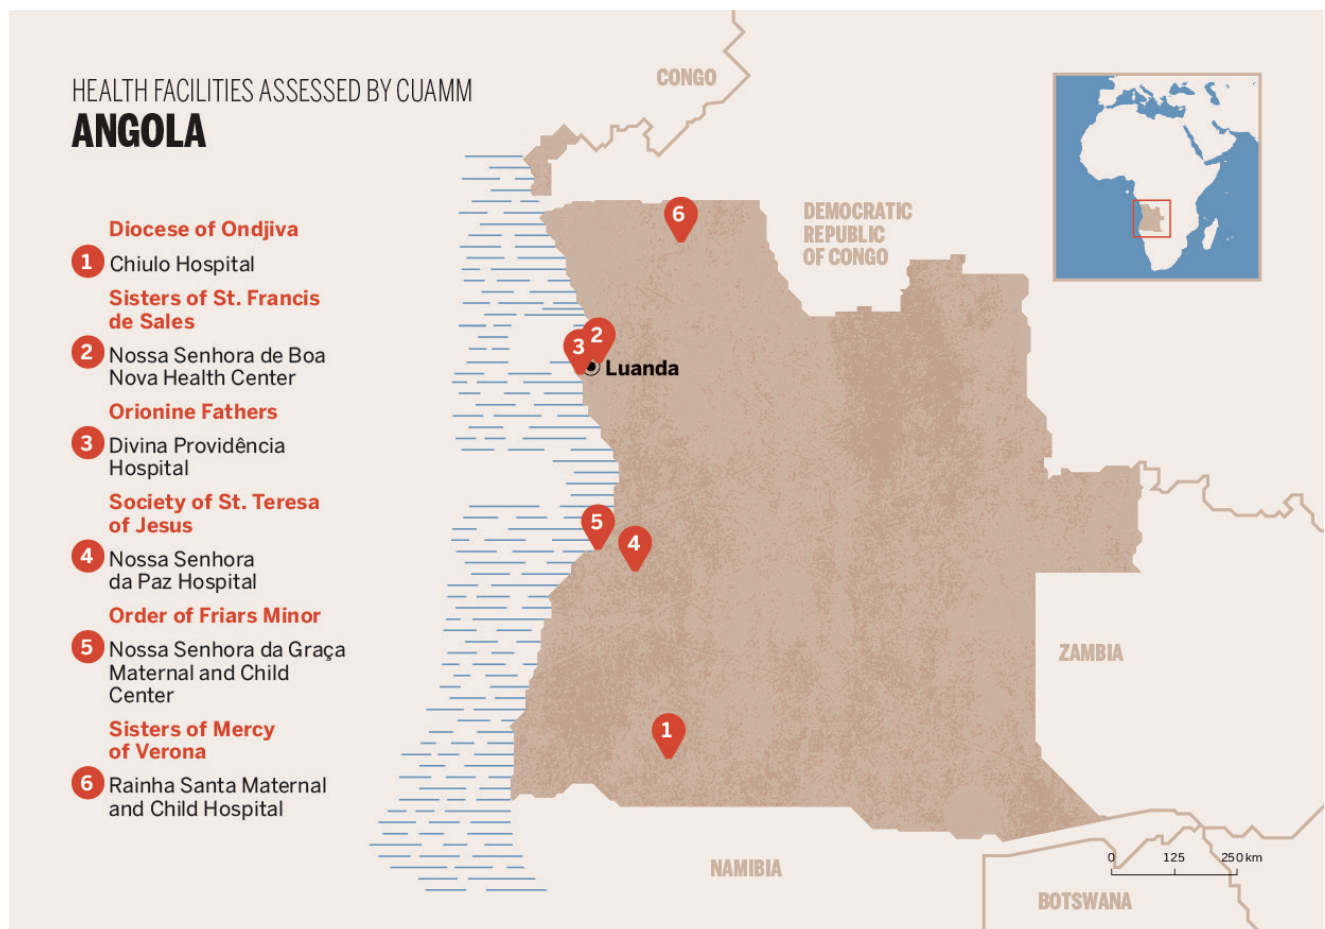 HEALTH FACILITIES ASSESSED BY CUAMM
ANGOLA
Diocese of Ondjiva
1
Chiulo Hospital
Sisters of St. Francis
de Sales
2
Nossa Senhora de Boa
Nova Health Center
Orionine Fathers
3
Divina Providência
Hospital
Society of St. Teresa
of Jesus
4
Nossa Senhora
da Paz Hospital
Order of Friars Minor
5
Nossa Senhora da Graça
Maternal and Child
Center
Sisters of Mercy
of Verona
6
Rainha Santa Maternal
and Child Hospital
CONGO
6
DEMOCRATIC
REPUBLIC
OF CONGO
2
3
Luanda
5
4
ZAMBIA
1
NAMIBIA
0 125 250 km
BOTSWANA